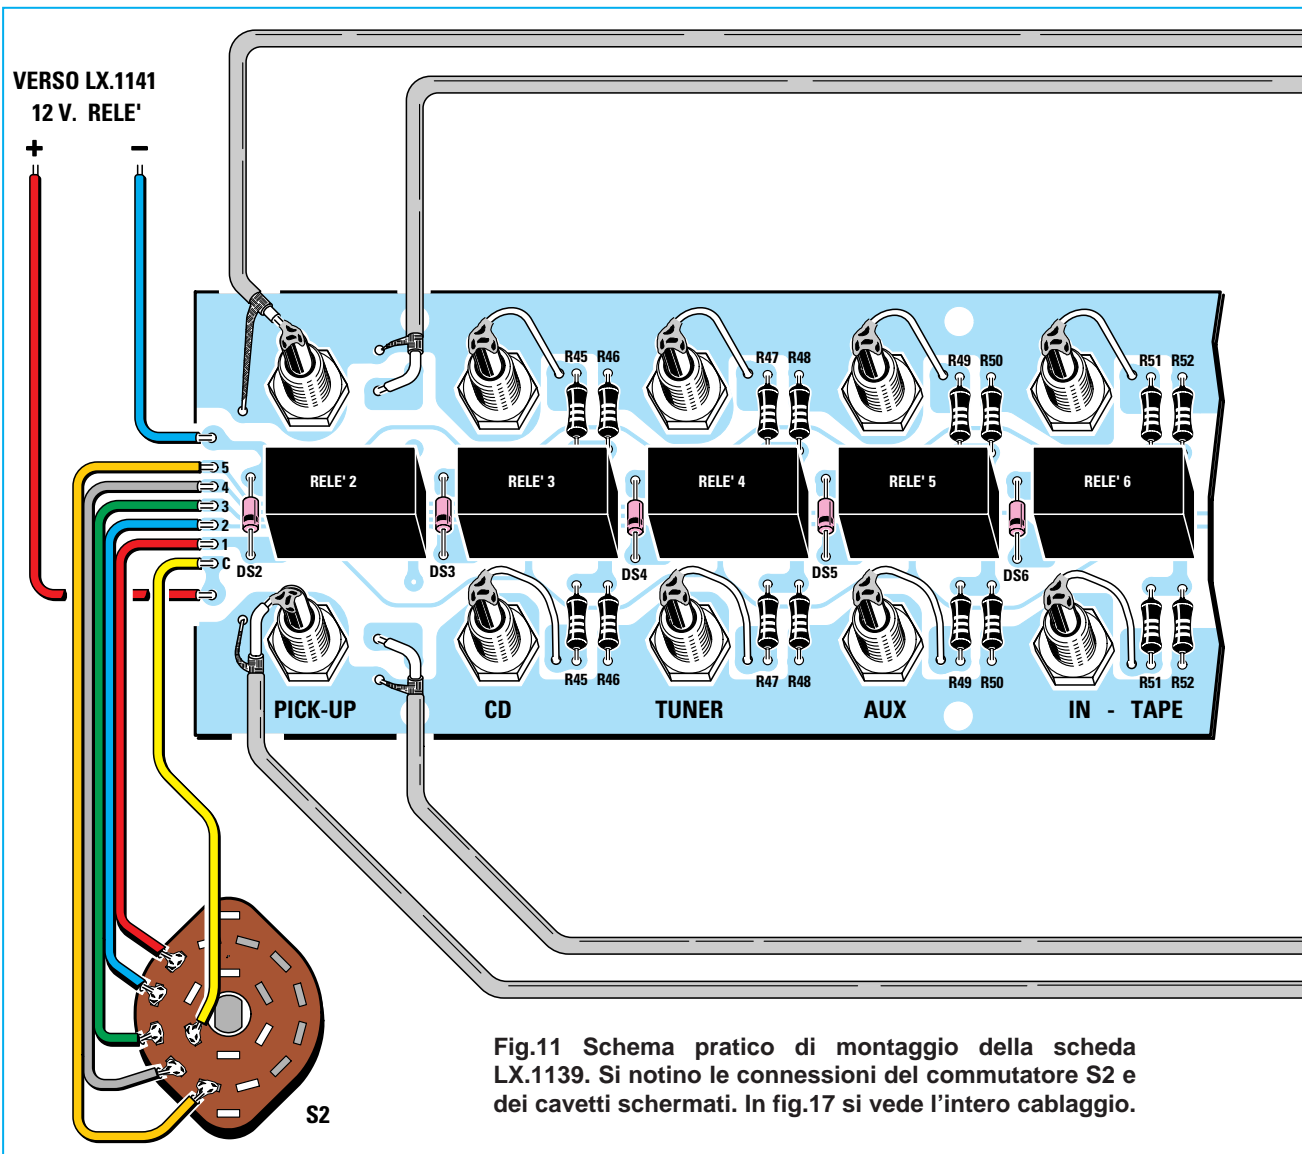 VERSO LX.1141
12 V. RELE'
+ −
R45 R46 R47 R48 R49 R50 R51 R52
RELE' 2 RELE' 3 RELE' 4 RELE' 5 RELE' 6
5
4
3
2
1
C
DS2 DS3 DS4 DS5 DS6
R45 R46 R47 R48 R49 R50 R51 R52
PICK-UP CD TUNER AUX IN - TAPE
S2
Fig.11 Schema pratico di montaggio della scheda
LX.1139. Si notino le connessioni del commutatore S2 e
dei cavetti schermati. In fig.17 si vede l'intero cablaggio.